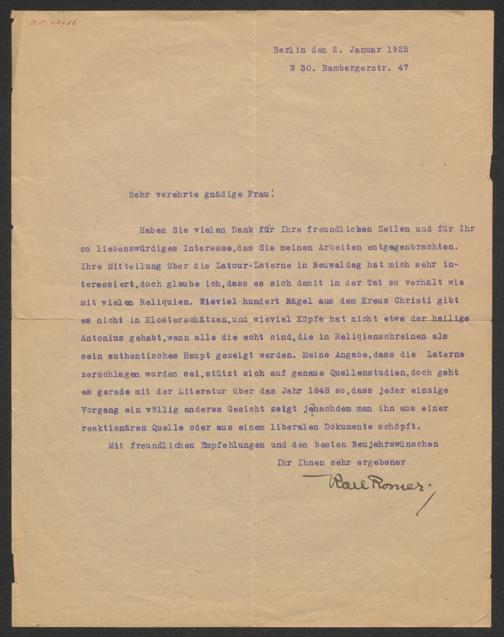 Berlin den 2. Januar 1925
W 30. Bambergerstr. 47
Sehr verehrte gnädige Frau!
Haben Sie vielen Dank für Ihre freundlichen Zeilen und für Ihr
so liebenswürdiges Interesse,das Sie meinen Arbeiten entgegenbrachten.
Ihre Mitteilung über die Latour-Laterne in Neuwaldeg hat mich sehr in-
teressiert,doch glaube ich,dass es sich damit in der Tat so verhält wie
mit vielen Reliquien. Wieviel hundert Nägel aus dem Kreuz Christi gibt
es nicht in Klosterschätzen,und wieviel Köpfe hat nicht etwa der heilige
Antonius gehabt,wenn alle die echt sind,die in Reliquienschreinen als
sein authentisches Haupt gezeigt werden. Meine Angabe,dass die Laterne
zerschlagen worden sei,stützt sich auf genaue Quellenstudien,doch geht
es gerade mit der Literatur über das Jahr 1848 so,dass jeder einzige
Vorgang ein völlig anderes Gesicht zeigt jenachdem man ihn aus einer
reaktionären Quelle oder aus einem liberalen Dokumente schöpft.
Mit freundlichen Empfehlungen und den besten Neujahrswünschen
Ihr Ihnen sehr ergebener
Karl Romer.